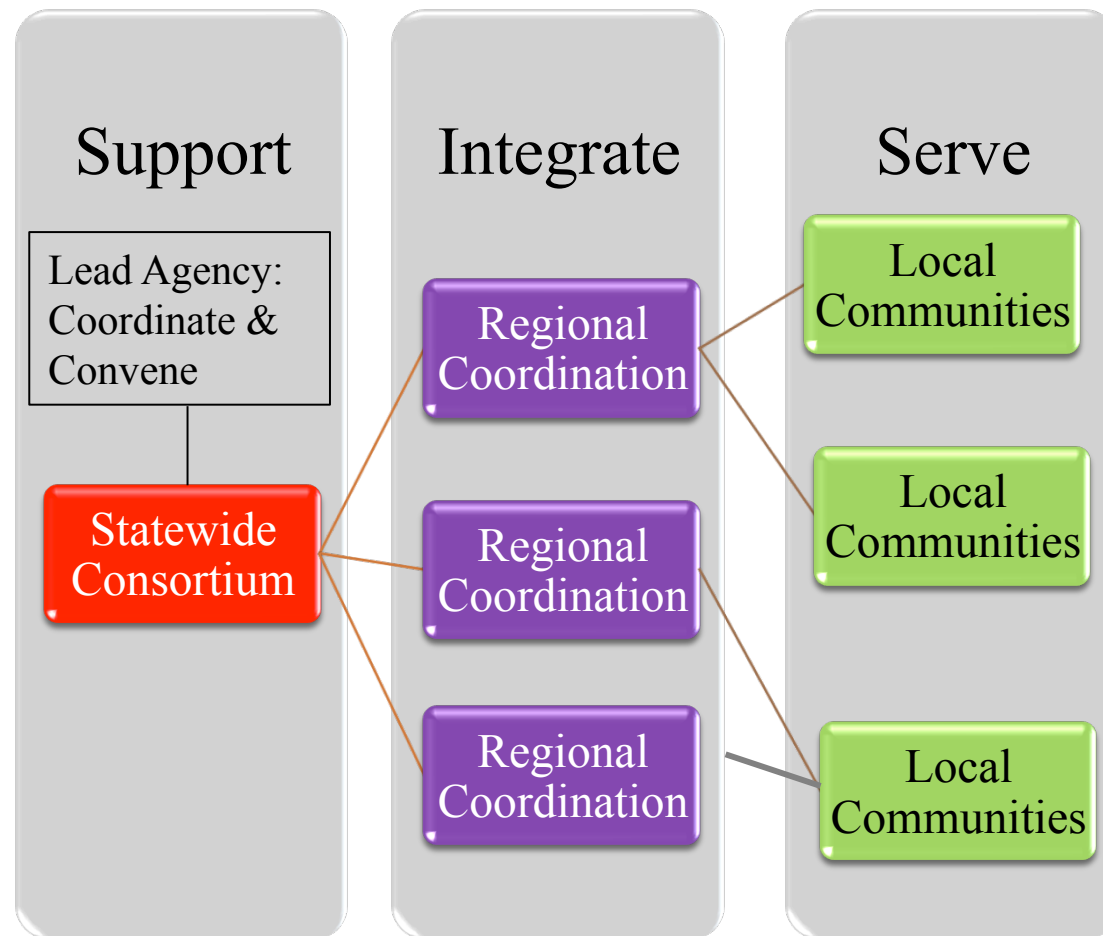 Support
Lead Agency:
Coordinate &
Convene
Statewide
Consortium
Integrate
Regional
Coordination
Regional
Coordination
Regional
Coordination
Serve
Local
Communities
Local
Communities
Local
Communities